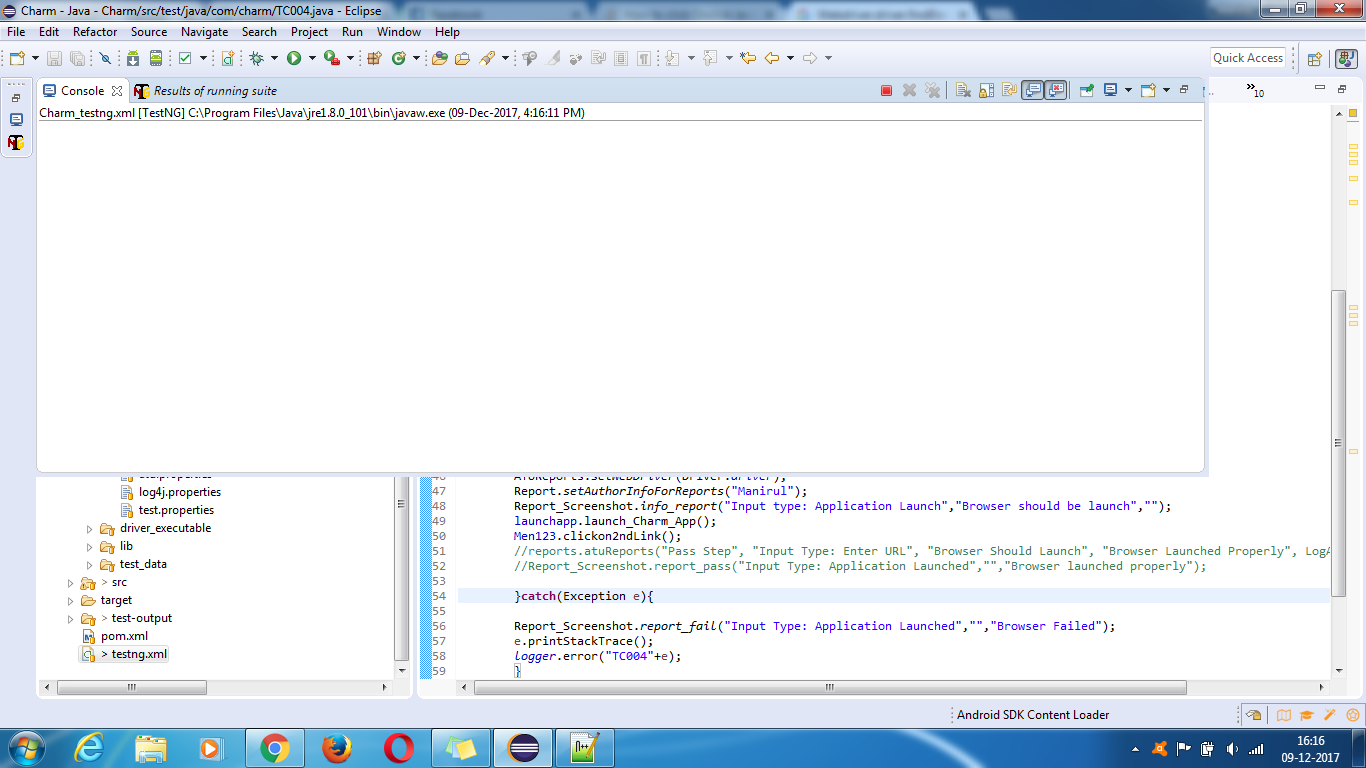 Charm - Java - Charm/src/test/java/com/charm/TC004.java - Eclipse
File Edit Refactor Source Navigate Search Project Run Window Help
Quick Access
Console
Results of running suite
10
Charm_testng.xml [TestNG] C:\Program Files\Java\jre1.8.0_101\bin\javaw.exe (09-Dec-2017, 4:16:11 PM)
log4j.properties
test.properties
driver_executable
lib
test_data
> src
target
> test-output
pom.xml
> testng.xml
46 ATUReports.setWebDriver(Driver.driver);
47 Report.setAuthorInfoForReports("Manirul");
48 Report_Screenshot.info_report("Input type: Application Launch","Browser should be launch","");
49 launchapp.launch_Charm_App();
50 Men123.clickon2ndLink();
51 //reports.atuReports("Pass Step", "Input Type: Enter URL", "Browser Should Launch", "Browser Launched Properly", LogA
52 //Report_Screenshot.report_pass("Input Type: Application Launched","","Browser launched properly");
53
54 }catch(Exception e){
55
56 Report_Screenshot.report_fail("Input Type: Application Launched","","Browser Failed");
57 e.printStackTrace();
58 logger.error("TC004"+e);
59 }
Android SDK Content Loader
16:16
09-12-2017